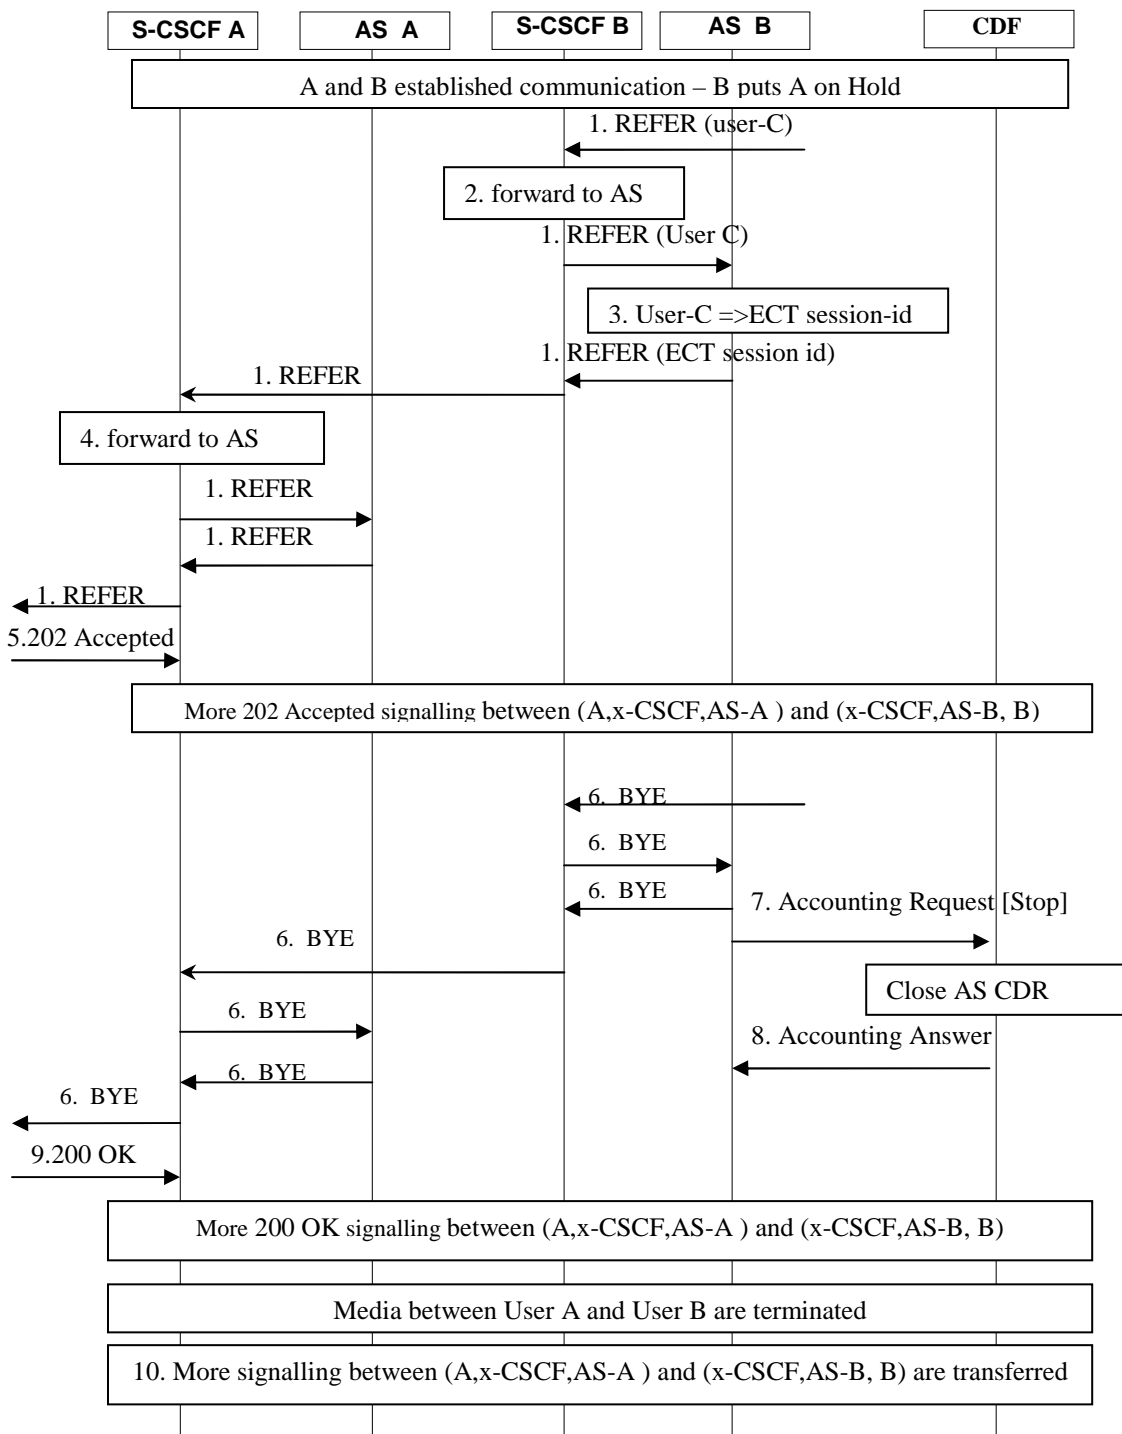 S-CSCF A
AS A
S-CSCF B
AS B
CDF
A and B established communication – B puts A on Hold
1. REFER (user-C)
2. forward to AS
1. REFER (User C)
3. User-C =>ECT session-id
1. REFER (ECT session id)
1. REFER
4. forward to AS
1. REFER
1. REFER
1. REFER
5.202 Accepted
More 202 Accepted signalling between (A,x-CSCF,AS-A ) and (x-CSCF,AS-B, B)
6. BYE
6. BYE
6. BYE
7. Accounting Request [Stop]
6. BYE
Close AS CDR
6. BYE
8. Accounting Answer
6. BYE
6. BYE
9.200 OK
More 200 OK signalling between (A,x-CSCF,AS-A ) and (x-CSCF,AS-B, B)
Media between User A and User B are terminated
10. More signalling between (A,x-CSCF,AS-A ) and (x-CSCF,AS-B, B) are transferred